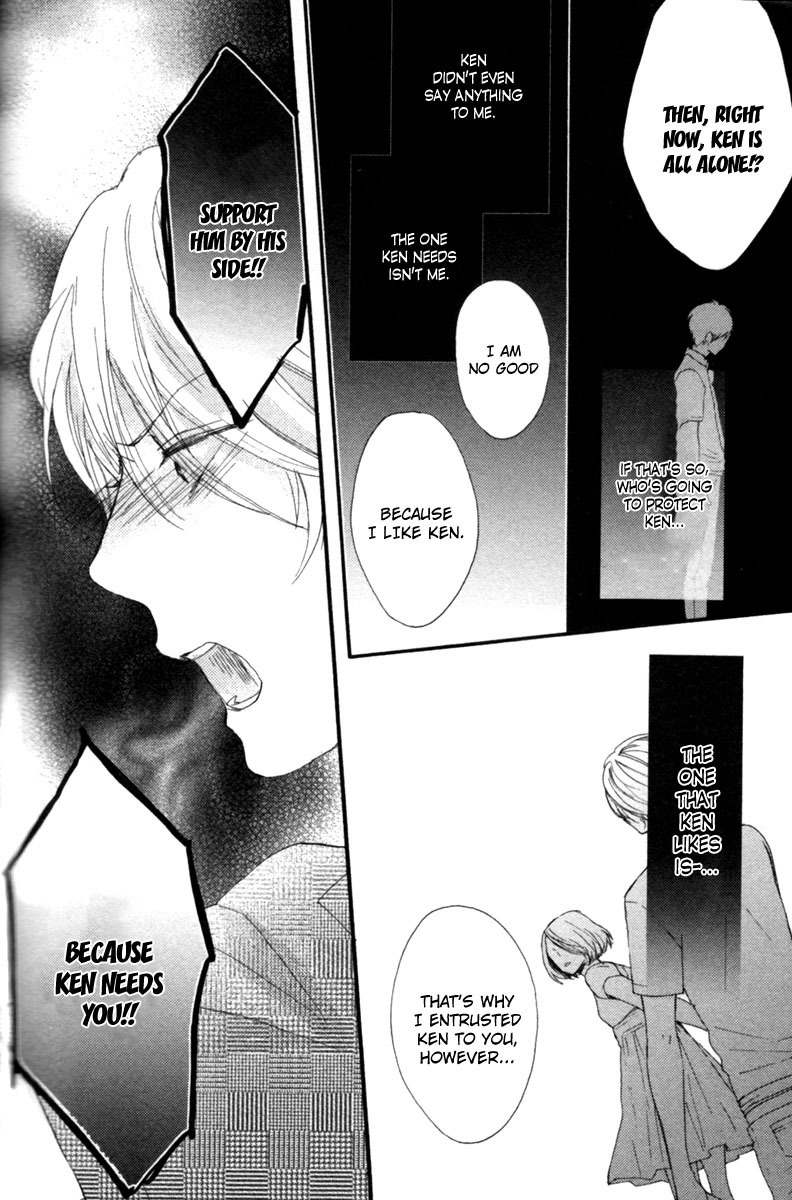 THEN, RIGHT
NOW, KEN IS
ALL ALONE!?
IF THAT'S SO,
WHO'S GOING
TO PROTECT
KEN...
KEN
DIDN'T EVEN
SAY ANYTHING
TO ME.
THE ONE
KEN NEEDS
ISN'T ME.
I AM
NO GOOD
BECAUSE
I LIKE KEN.
THE
ONE
THAT
KEN
LIKES
IS-...
THAT'S WHY
I ENTRUSTED
KEN TO YOU,
HOWEVER...
SUPPORT
HIM BY HIS
SIDE!!
BECAUSE
KEN NEEDS
YOU!!